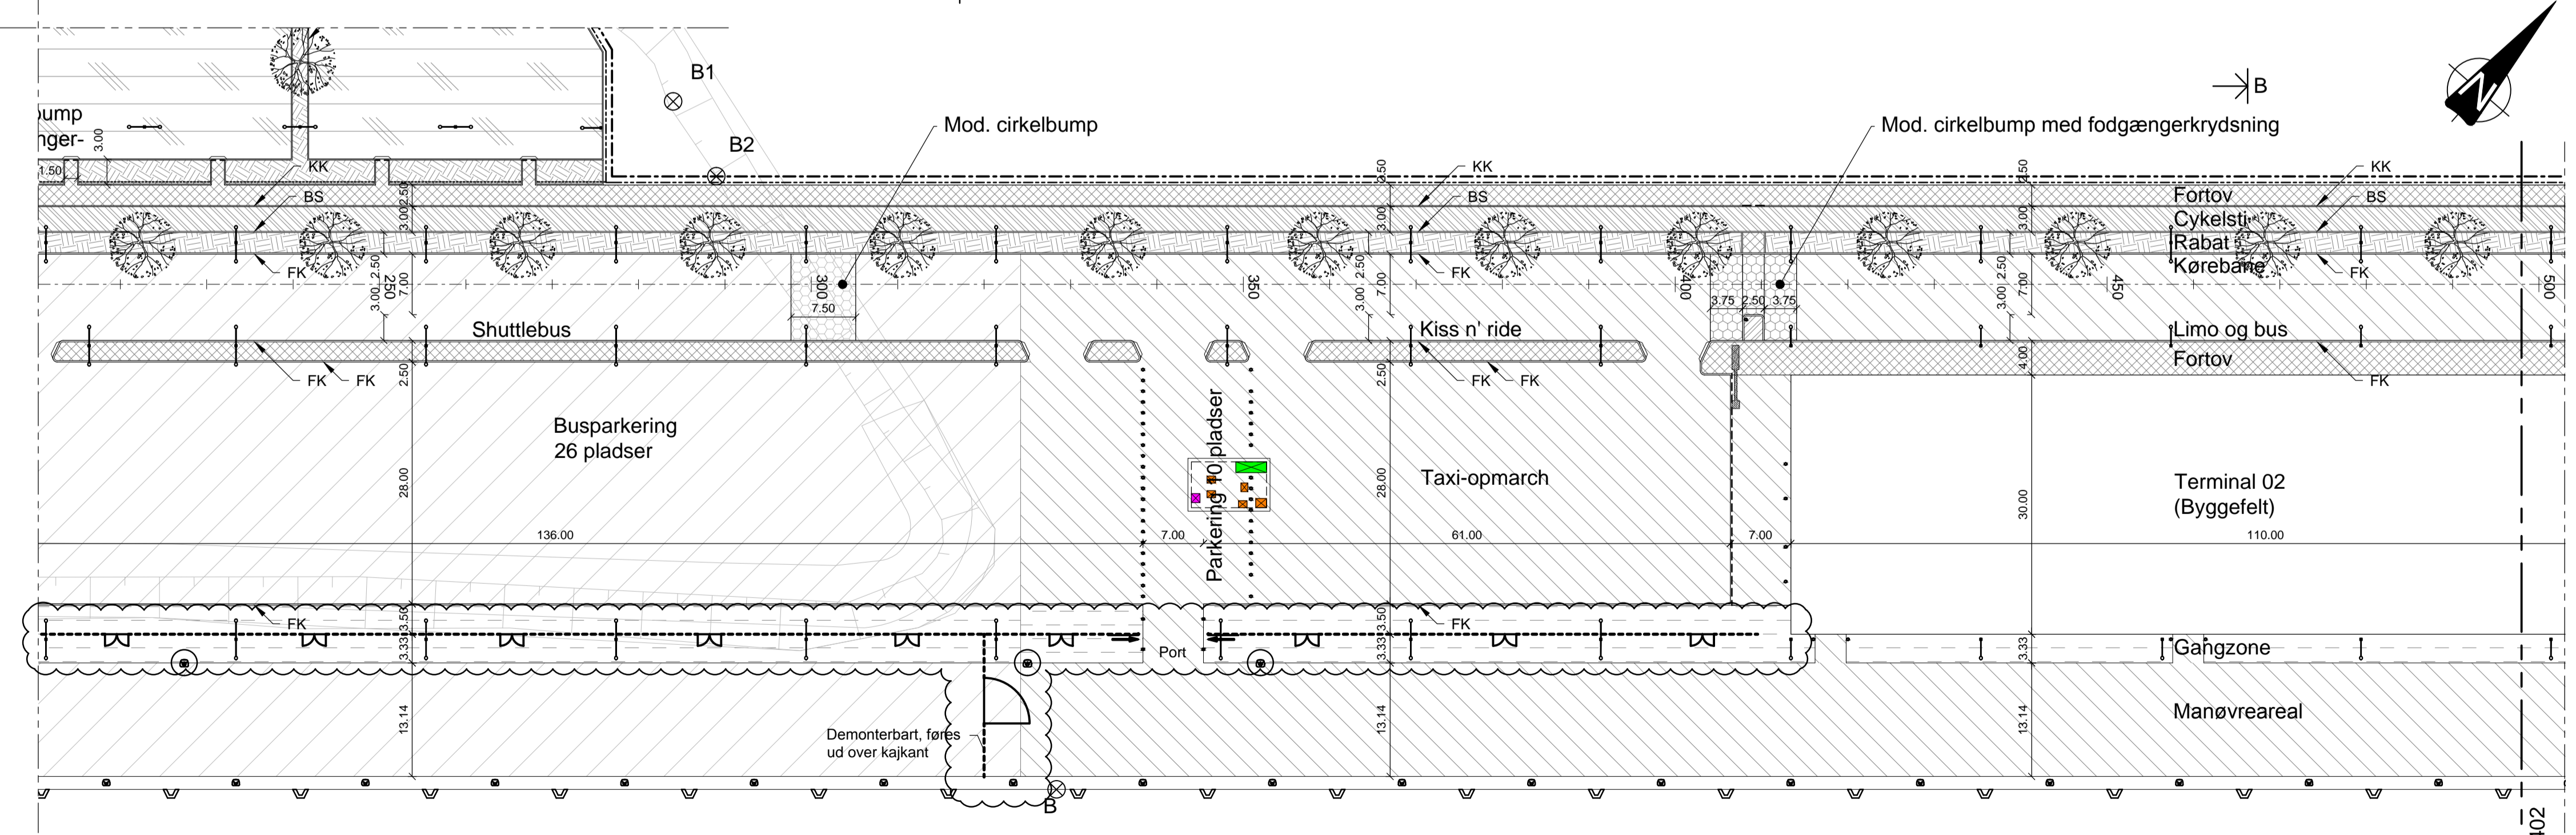 B1
B2
B
Mod. cirkelbump
Mod. cirkelbump med fodgængerkrydsning
N
bump
nger-
3.00
1.50
KK
KK
KK
2.50
2.50
2.50
Fortov
BS
BS
BS
3.00
3.00
3.00
Cykelsti
Rabat
FK
FK
FK
Kørebane
2.50
3.00
250
7.00
300
7.50
350
2.50
3.00
7.00
400
3.75
2.50
3.75
2.50
3.00
7.00
450
500
Shuttlebus
Kiss n' ride
Limo og bus
Fortov
4.00
FK
FK
FK
FK
FK
2.50
2.50
Busparkering
26 pladser
Parkering 10 pladser
Taxi-opmarch
Terminal 02
(Byggefelt)
28.00
28.00
30.00
136.00
7.00
61.00
7.00
110.00
FK
FK
3.50
3.50
3.33
3.33
3.33
Port
Gangzone
Manøvreareal
13.14
13.14
13.14
Demonterbart, føres
ud over kajkant
B
402